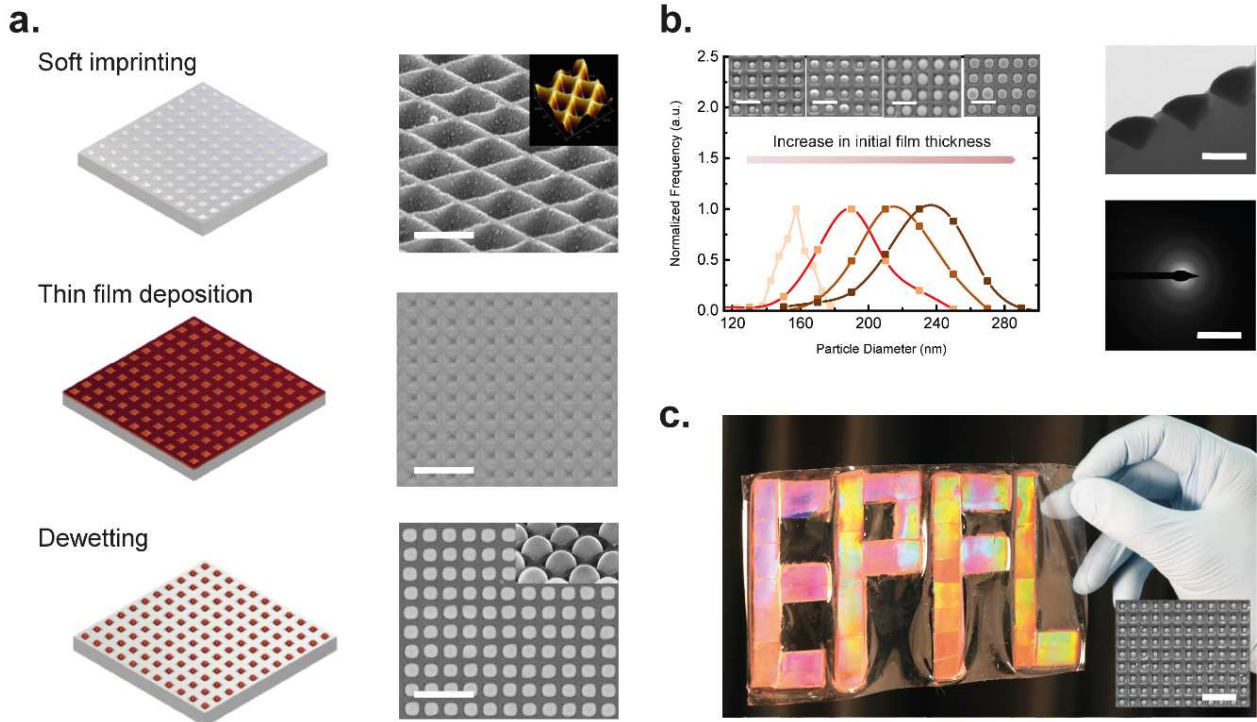 a.
Soft imprinting
Thin film deposition
Dewetting
b.
Normalized Frequency (a.u.)
2.5
2.0
1.5
1.0
0.5
0.0
Increase in initial film thickness
120 160 200 240 280
Particle Diameter (nm)
c.
EPFL